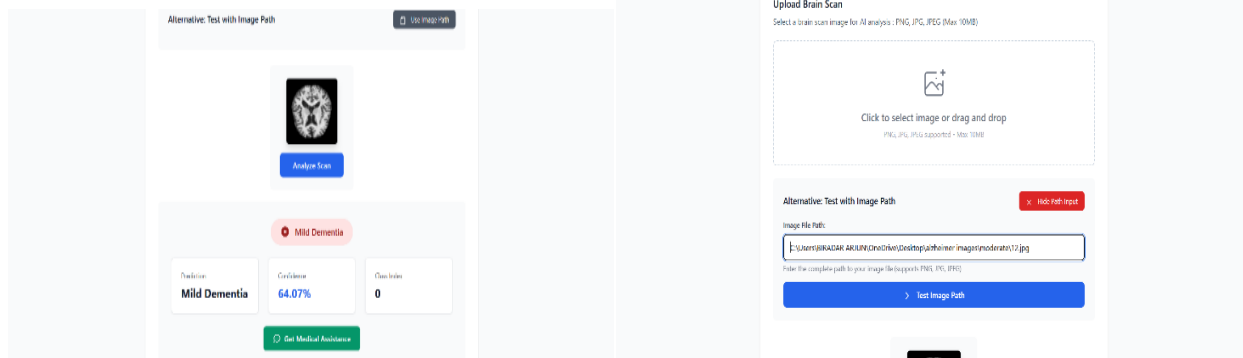 Alternative: Test with Image Path
Use Image Path
Analyze Scan
Mild Dementia
Prediction
Mild Dementia
Confidence
64.07%
Class Index
0
Get Medical Assistance
Upload Brain Scan
Select a brain scan image for AI analysis : PNG, JPG, JPEG (Max 10MB)
Click to select image or drag and drop
PNG, JPG, JPEG supported • Max 10MB
Alternative: Test with Image Path
Hide Path Input
Image File Path:
C:\Users\BIRADAR ARJUN\OneDrive\Desktop\alzheimer images\moderate\12.jpg
Enter the complete path to your image file (supports PNG, JPG, JPEG)
Test Image Path